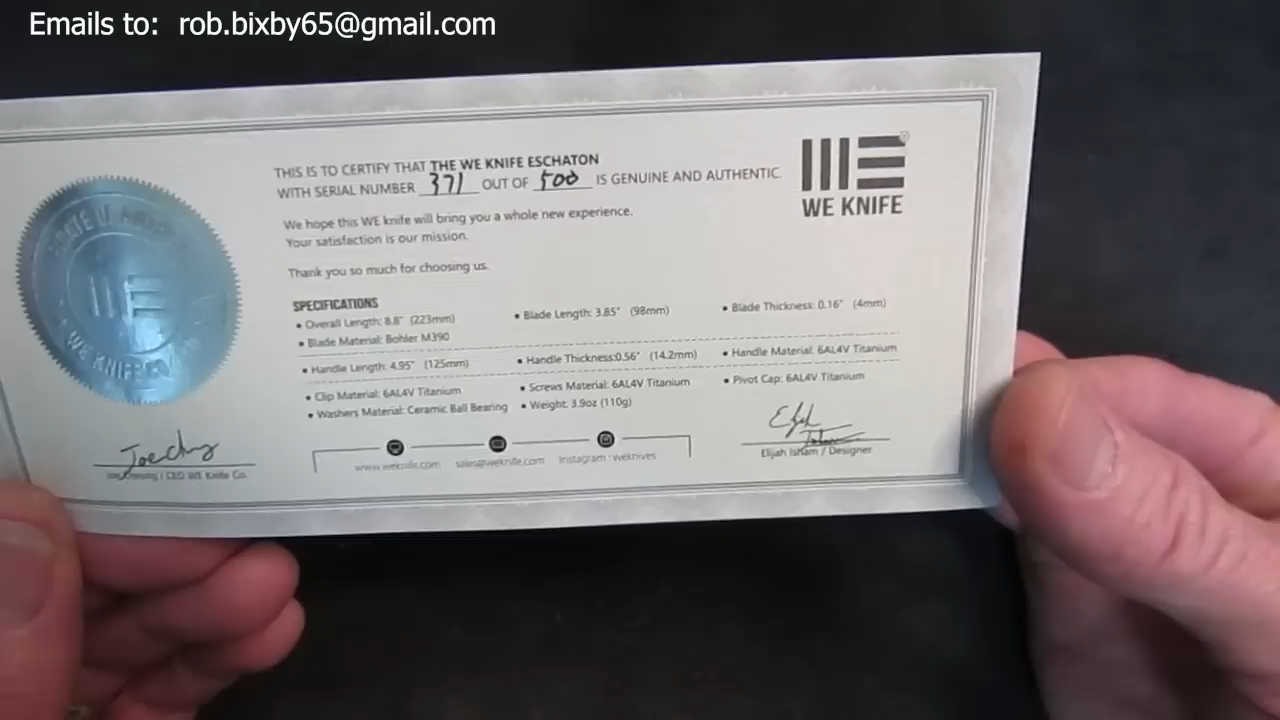 Emails to: rob.bixby65@gmail.com
THIS IS TO CERTIFY THAT THE WE KNIFE ESCHATON
WITH SERIAL NUMBER 371 OUT OF 500 IS GENUINE AND AUTHENTIC.
WE KNIFE
We hope this WE knife will bring you a whole new experience.
Your satisfaction is our mission.
Thank you so much for choosing us.
SPECIFICATIONS
• Overall Length: 8.8" (223mm)
• Blade Length: 3.85" (98mm)
• Blade Thickness: 0.16" (4mm)
• Blade Material: Bohler M390
• Handle Length: 4.95" (125mm)
• Handle Thickness:0.56" (14.2mm)
• Handle Material: 6AL4V Titanium
• Clip Material: 6AL4V Titanium
• Screws Material: 6AL4V Titanium
• Pivot Cap: 6AL4V Titanium
• Washers Material: Ceramic Ball Bearing
• Weight: 3.9oz (110g)
www.weknife.com
sales@weknife.com
Instagram : weknives
/ CEO WE Knife Co.
Elijah Isham / Designer